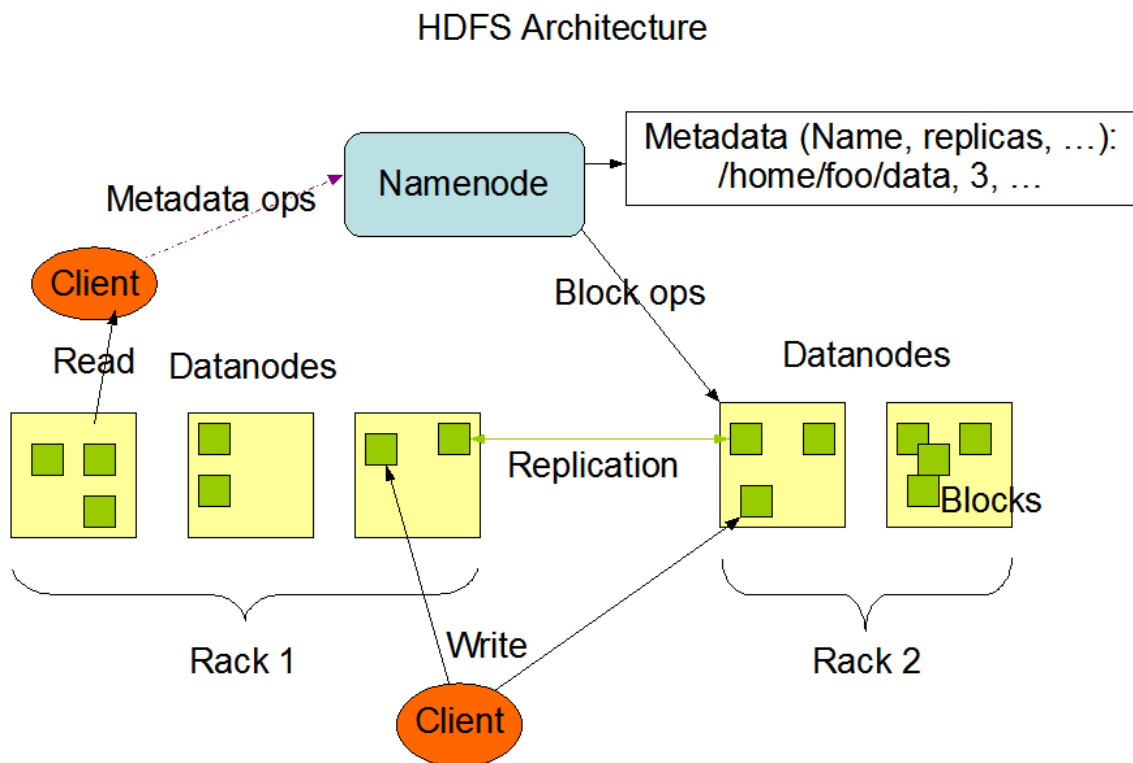 HDFS Architecture
Metadata (Name, replicas, …):
/home/foo/data, 3, …
Namenode
Metadata ops
Client
Block ops
Read
Datanodes
Datanodes
Replication
Blocks
Rack 1
Write
Rack 2
Client